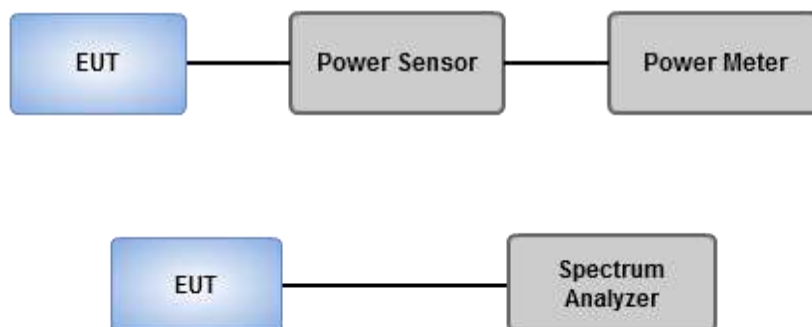 EUT
Power Sensor
Power Meter
EUT
Spectrum
Analyzer